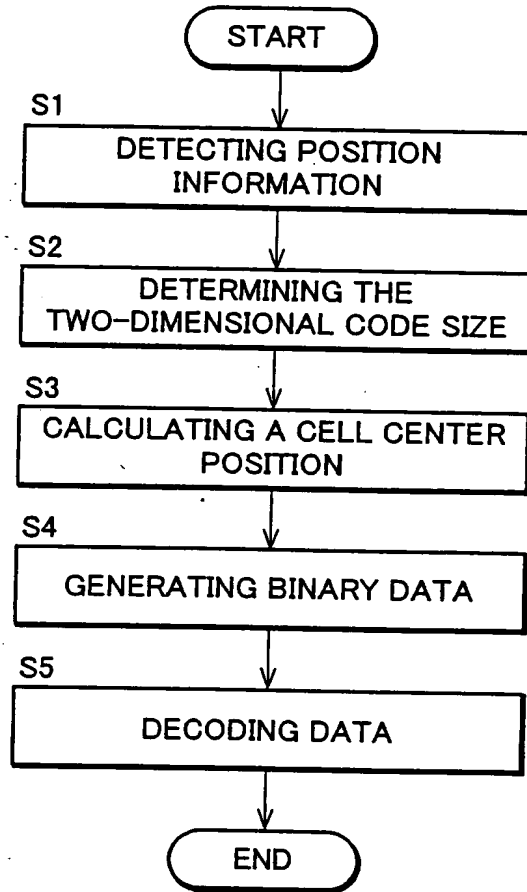 START
S1
DETECTING POSITION
INFORMATION
S2
DETERMINING THE
TWO-DIMENSIONAL CODE SIZE
S3
CALCULATING A CELL CENTER
POSITION
S4
GENERATING BINARY DATA
S5
DECODING DATA
END